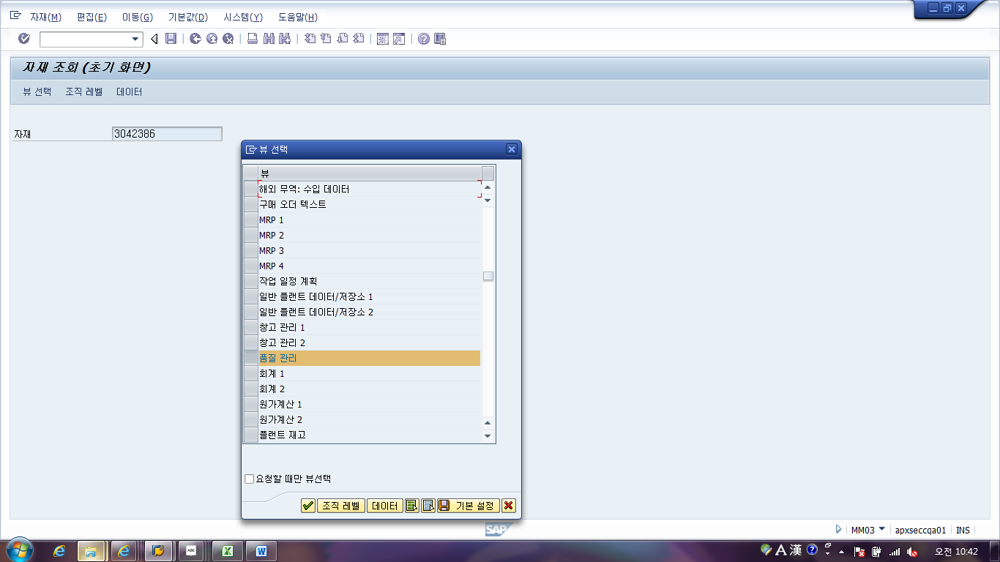 자재(M) 편집(E) 이동(G) 기본값(D) 시스템(Y) 도움말(H)
자재 조회 (초기 화면)
뷰 선택 조직 레벨 데이터
자재 3042386
뷰 선택
뷰
해외 무역: 수입 데이터
구매 오더 텍스트
MRP 1
MRP 2
MRP 3
MRP 4
작업 일정 계획
일반 플랜트 데이터/저장소 1
일반 플랜트 데이터/저장소 2
창고 관리 1
창고 관리 2
품질 관리
회계 1
회계 2
원가계산 1
원가계산 2
플랜트 재고
요청할 때만 뷰선택
조직 레벨 데이터 기본 설정
SAP
MM03 apxseccqa01 INS
ABC
A 漢 오전 10:42